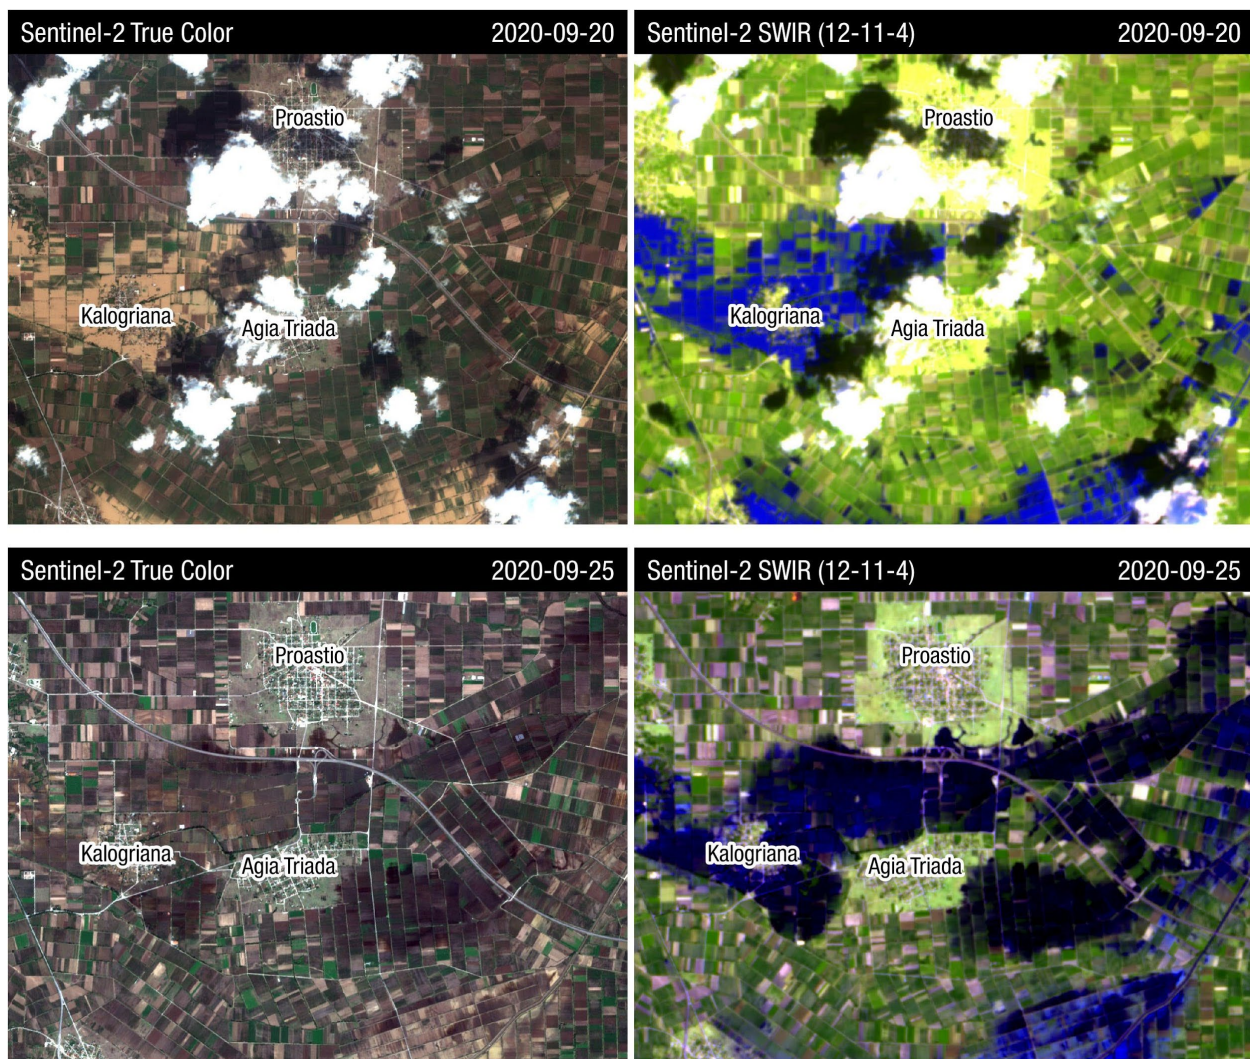 Sentinel-2 True Color 2020-09-20
Sentinel-2 SWIR (12-11-4) 2020-09-20
Proastio
Proastio
Kalogriana
Agia Triada
Kalogriana
Agia Triada
Sentinel-2 True Color 2020-09-25
Sentinel-2 SWIR (12-11-4) 2020-09-25
Proastio
Proastio
Kalogriana
Agia Triada
Kalogriana
Agia Triada